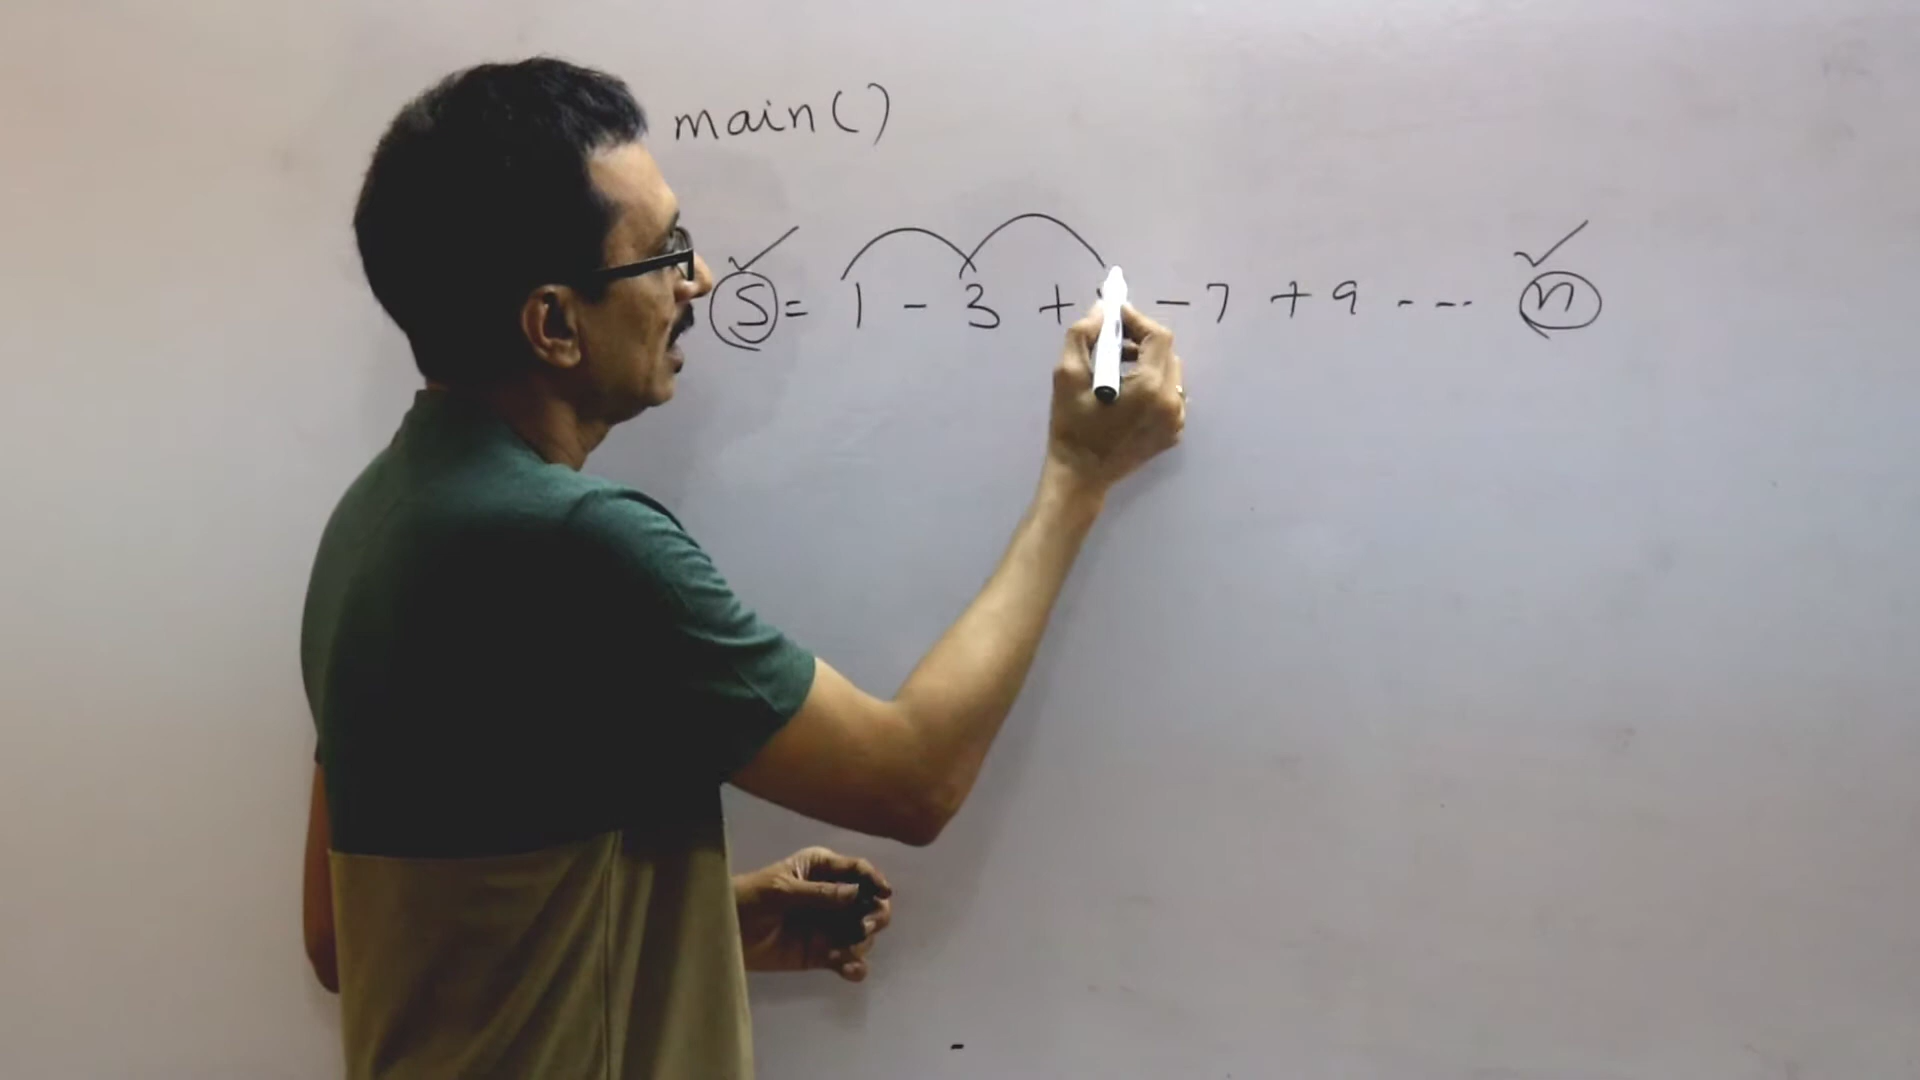 main()
S = 1 - 3 + - 7 + 9 - - - n